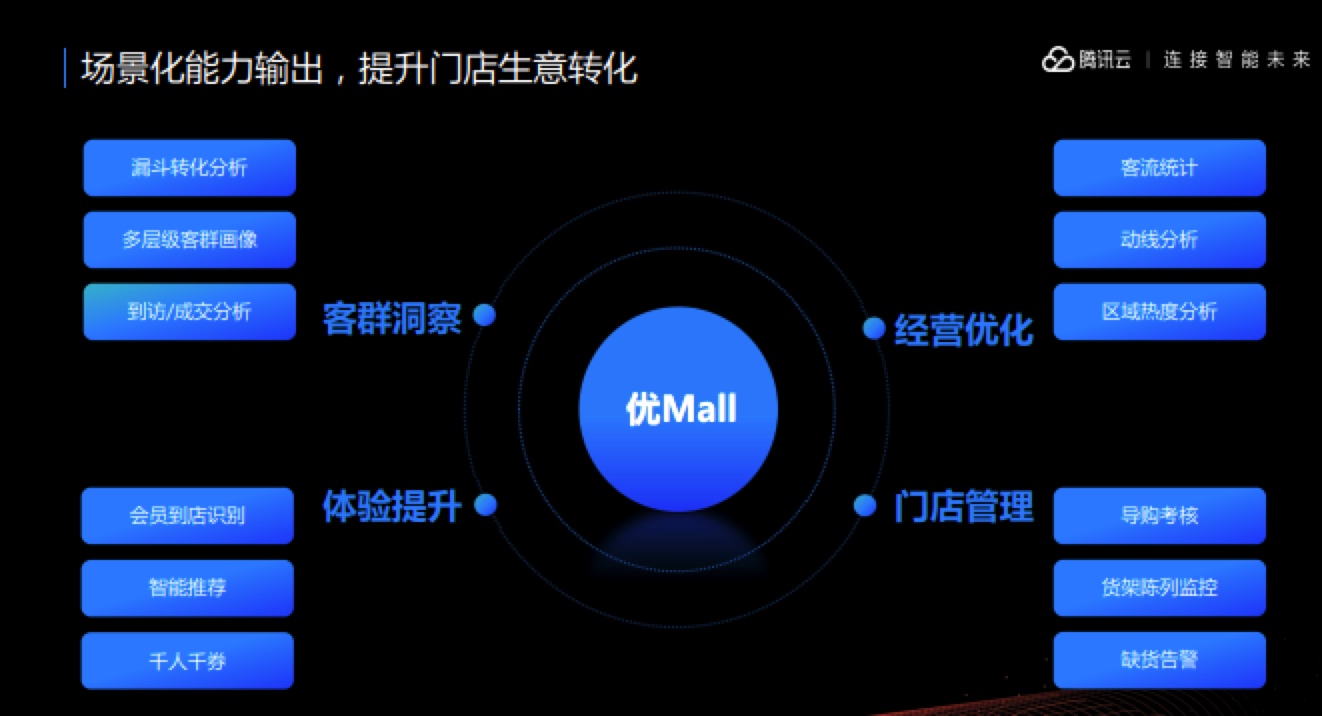 场景化能力输出，提升门店生意转化
腾讯云 | 连接智能未来
漏斗转化分析
多层级客群画像
到访/成交分析
客群洞察
客流统计
动线分析
区域热度分析
经营优化
优Mall
体验提升
会员到店识别
智能推荐
千人千券
门店管理
导购考核
货架陈列监控
缺货告警